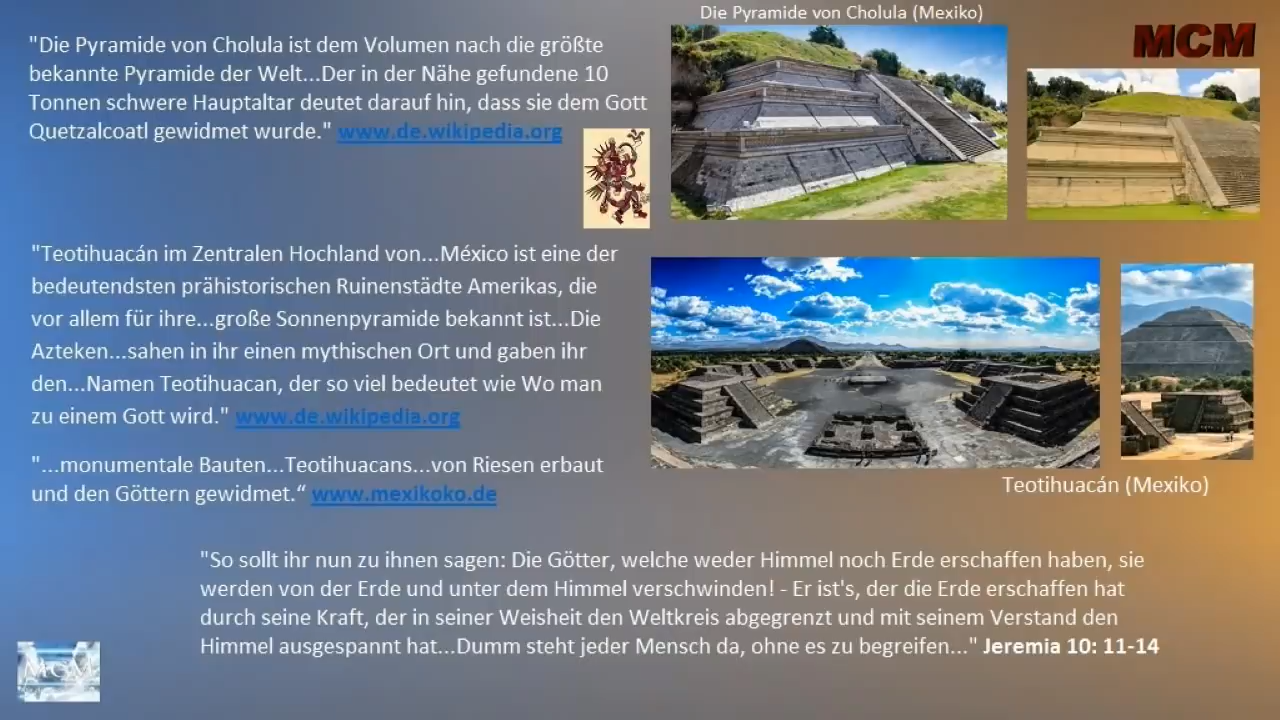 Die Pyramide von Cholula (Mexiko)
MCM
"Die Pyramide von Cholula ist dem Volumen nach die größte
bekannte Pyramide der Welt...Der in der Nähe gefundene 10
Tonnen schwere Hauptaltar deutet darauf hin, dass sie dem Gott
Quetzalcoatl gewidmet wurde." www.de.wikipedia.org
"Teotihuacán im Zentralen Hochland von...México ist eine der
bedeutendsten prähistorischen Ruinenstädte Amerikas, die
vor allem für ihre...große Sonnenpyramide bekannt ist...Die
Azteken...sahen in ihr einen mythischen Ort und gaben ihr
den...Namen Teotihuacan, der so viel bedeutet wie Wo man
zu einem Gott wird." www.de.wikipedia.org
"...monumentale Bauten...Teotihuacans...von Riesen erbaut
und den Göttern gewidmet.“ www.mexikoko.de
Teotihuacán (Mexiko)
"So sollt ihr nun zu ihnen sagen: Die Götter, welche weder Himmel noch Erde erschaffen haben, sie
werden von der Erde und unter dem Himmel verschwinden! - Er ist's, der die Erde erschaffen hat
durch seine Kraft, der in seiner Weisheit den Weltkreis abgegrenzt und mit seinem Verstand den
Himmel ausgespannt hat...Dumm steht jeder Mensch da, ohne es zu begreifen..." Jeremia 10: 11-14
MCM